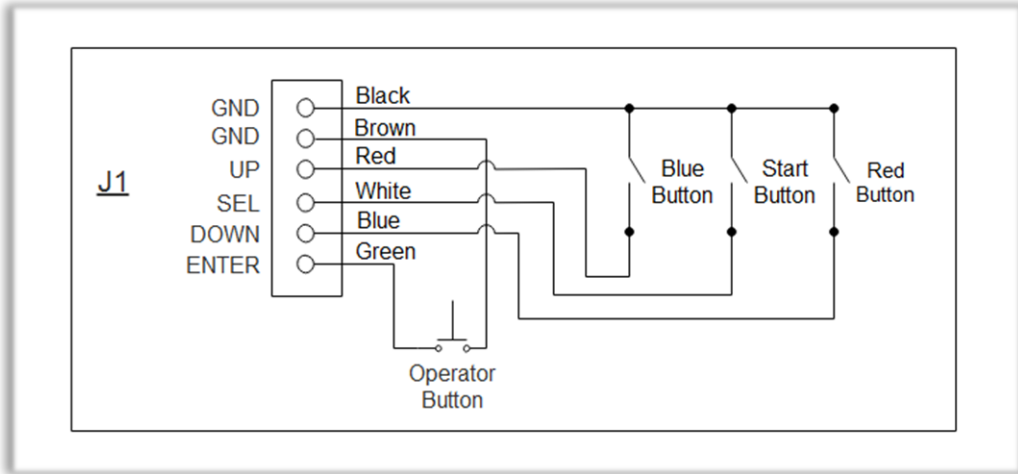 J1
GND
GND
UP
SEL
DOWN
ENTER
Black
Brown
Red
White
Blue
Green
Blue
Button
Start
Button
Red
Button
Operator
Button